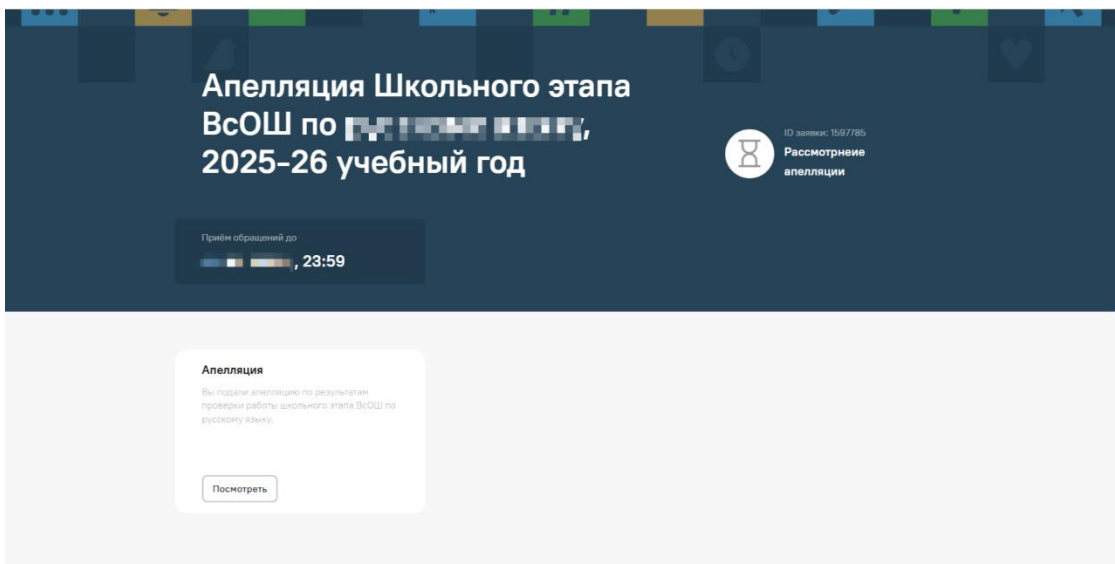 Апелляция Школьного этапа
ВсОШ по
2025-26 учебный год
ID заявки: 1597785
Рассмотрнеие
апелляции
Приём обращений до
, 23:59
Апелляция
Вы подали апелляцию по результатам
проверки работы школьного этапа ВсОШ по
русскому языку.
Посмотреть